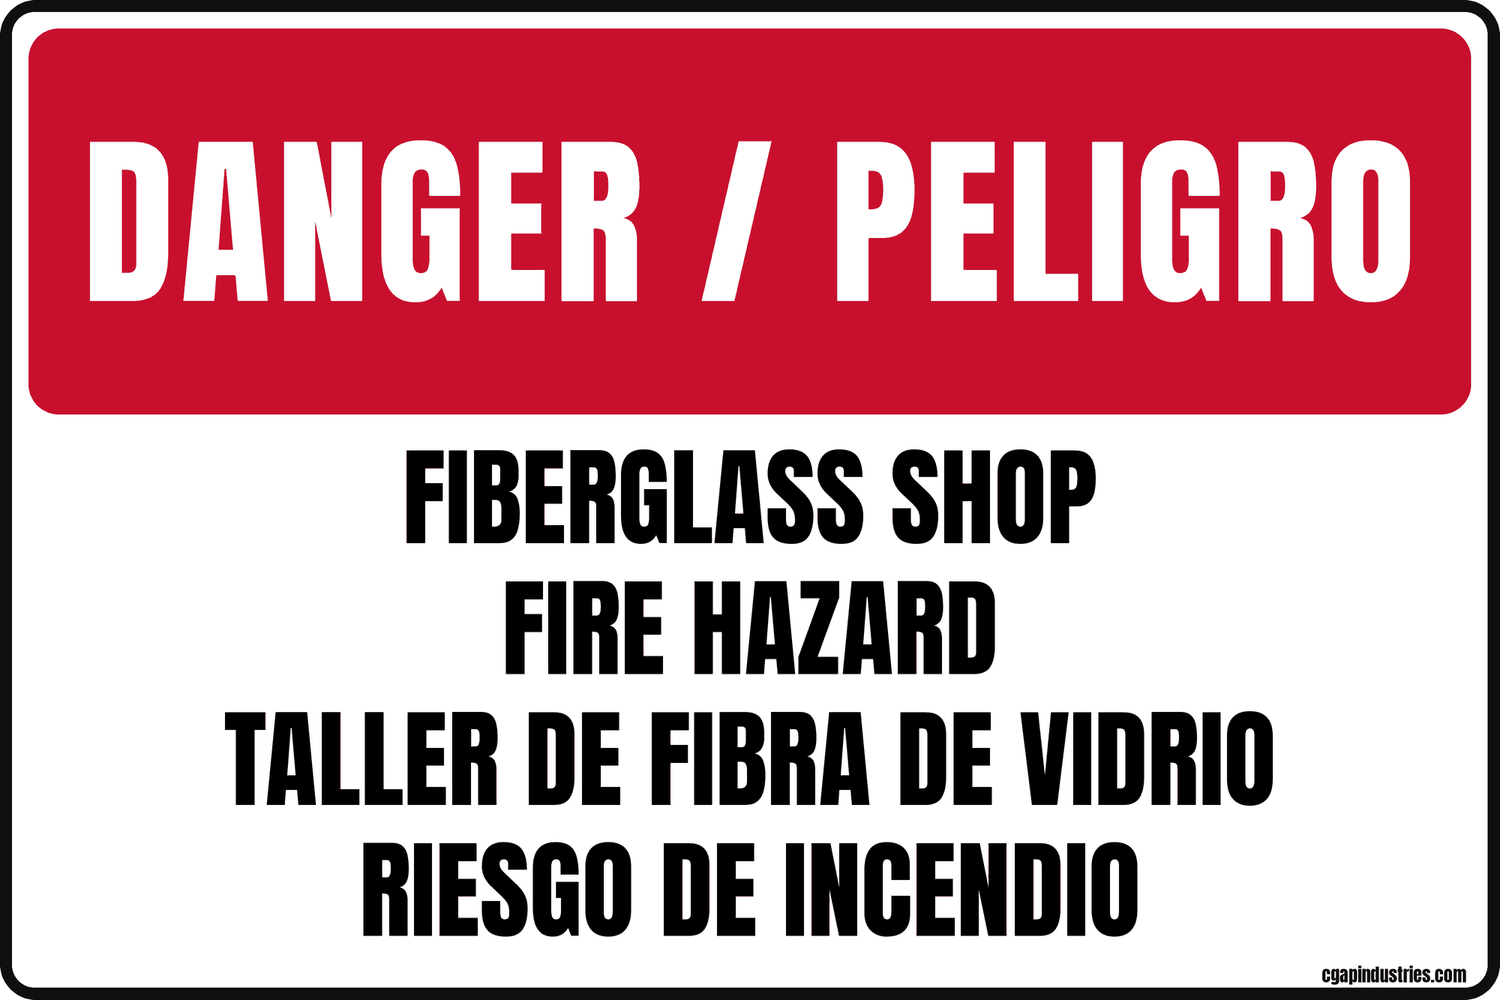 DANGER / PELIGRO
FIBERGLASS SHOP
FIRE HAZARD
TALLER DE FIBRA DE VIDRIO
RIESGO DE INCENDIO
cgapindustries.com